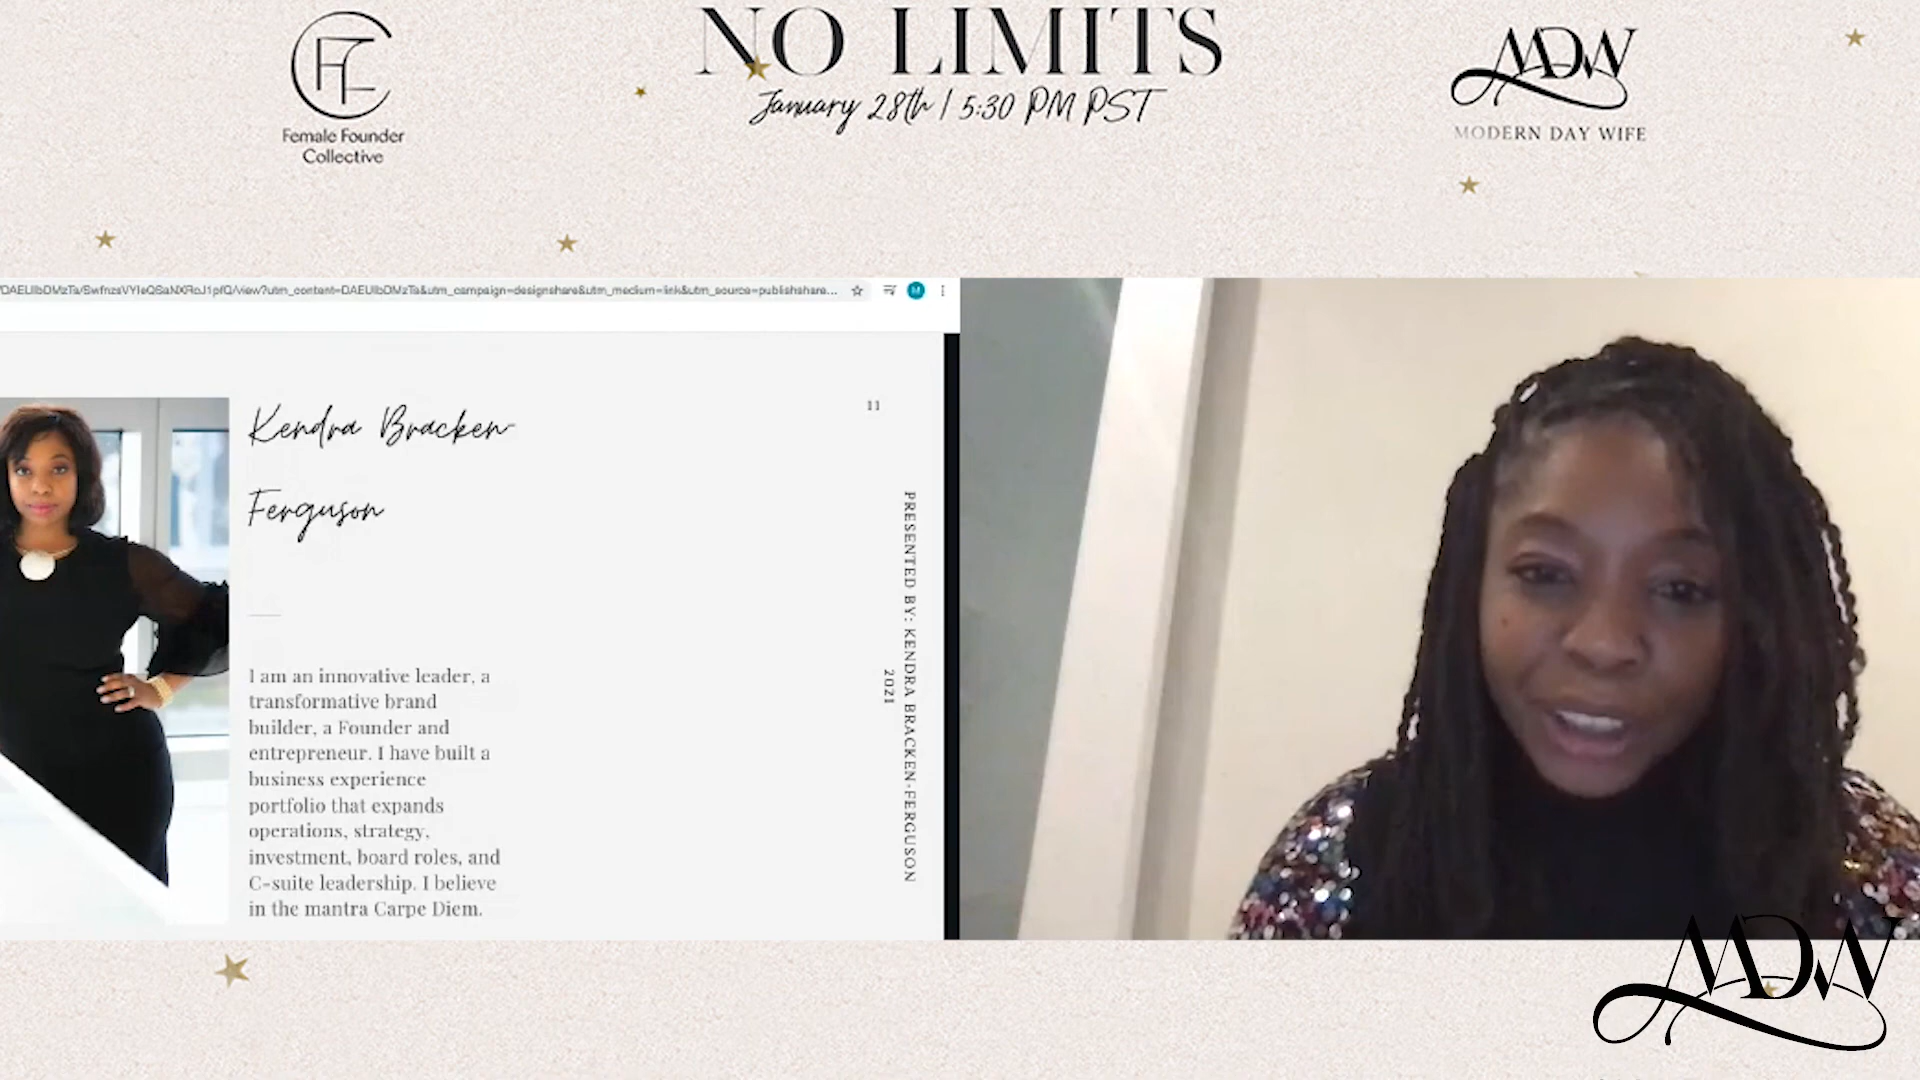 NO LIMITS
January 28th | 5:30 PM PST
Female Founder
Collective
MDW
MODERN DAY WIFE
M
Kendra Bracken-
Ferguson
11
I am an innovative leader, a
transformative brand
builder, a Founder and
entrepreneur. I have built a
business experience
portfolio that expands
operations, strategy,
investment, board roles, and
C-suite leadership. I believe
in the mantra Carpe Diem.
PRESENTED BY: KENDRA BRACKEN-FERGUSON
2021
MDW